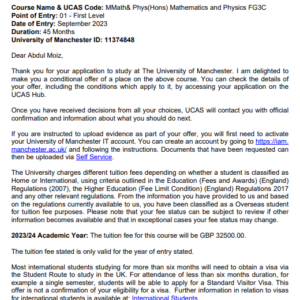 Course Name & UCAS Code: MMath& Phys(Hons) Mathematics and Physics FG3C
Point of Entry: 01 - First Level
Date of Entry: September 2023
Duration: 45 Months
University of Manchester ID: 11374848
Dear Abdul Moiz,
Thank you for your application to study at The University of Manchester. I am delighted to
make you a conditional offer of a place on the above course. You can check the details of
your offer, including the conditions which apply to it, by accessing your application on the
UCAS Hub.
Once you have received decisions from all your choices, UCAS will contact you with official
confirmation and information about what you should do next.
If you are instructed to upload evidence as part of your offer, you will first need to activate
your University of Manchester IT account. You can create an account by going to https://iam.
manchester.ac.uk/ and following the instructions. Documents that have been requested can
then be uploaded via Self Service.
The University charges different tuition fees depending on whether a student is classified as
Home or International, using criteria outlined in the Education (Fees and Awards) (England)
Regulations (2007), the Higher Education (Fee Limit Condition) (England) Regulations 2017
and any other relevant regulations. From the information you have provided to us and based
on the regulations currently available to us, you have been classified as an Overseas student
for tuition fee purposes. Please note that your fee status can be subject to review if other
information becomes available and that in exceptional cases your fee status may change.
2023/24 Academic Year: The tuition fee for this course will be GBP 32500.00.
The tuition fee stated is only valid for the year of entry stated.
Most international students studying for more than six months will need to obtain a visa via
the Student Route to study in the UK. For attendance of less than six months duration, for
example a single semester, students will be able to apply for a Standard Visitor Visa. This
offer is not a confirmation of your eligibility for a visa. Further information in relation to visas
for international students is available at: International Students